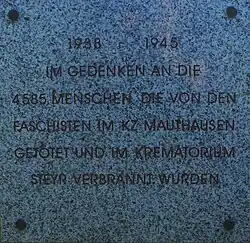 1938 - 1945
IM GEDENKEN AN DIE
4585 MENSCHEN, DIE VON DEN
FASCHISTEN IM KZ MAUTHAUSEN
GETÖTET UND IM KREMATORIUM
STEYR VERBRANNT WURDEN